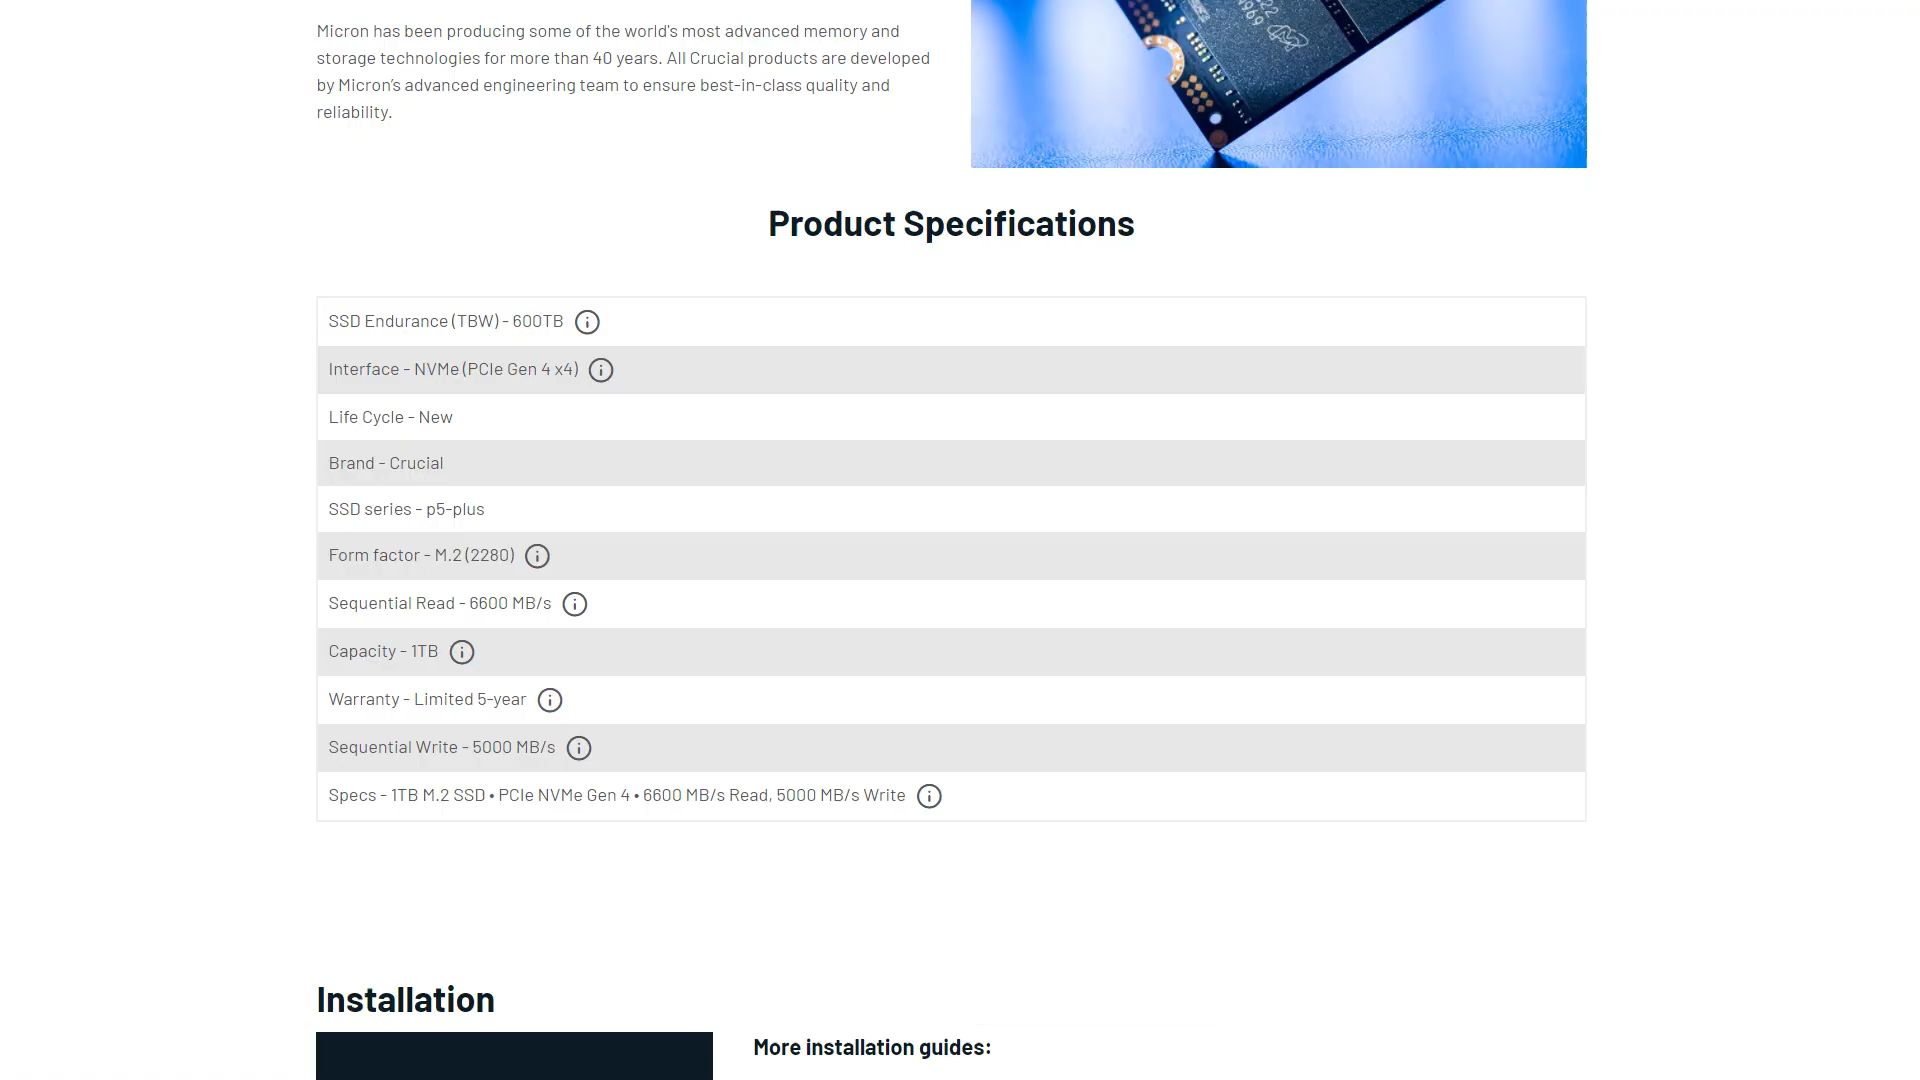 Micron has been producing some of the world's most advanced memory and
storage technologies for more than 40 years. All Crucial products are developed
by Micron's advanced engineering team to ensure best-in-class quality and
reliability.
Product Specifications
SSD Endurance (TBW) - 600TB
Interface - NVMe (PCIe Gen 4 x4)
Life Cycle - New
Brand - Crucial
SSD series - p5-plus
Form factor - M.2 (2280)
Sequential Read - 6600 MB/s
Capacity - 1TB
Warranty - Limited 5-year
Sequential Write - 5000 MB/s
Specs - 1TB M.2 SSD • PCIe NVMe Gen 4 • 6600 MB/s Read, 5000 MB/s Write
Installation
More installation guides: